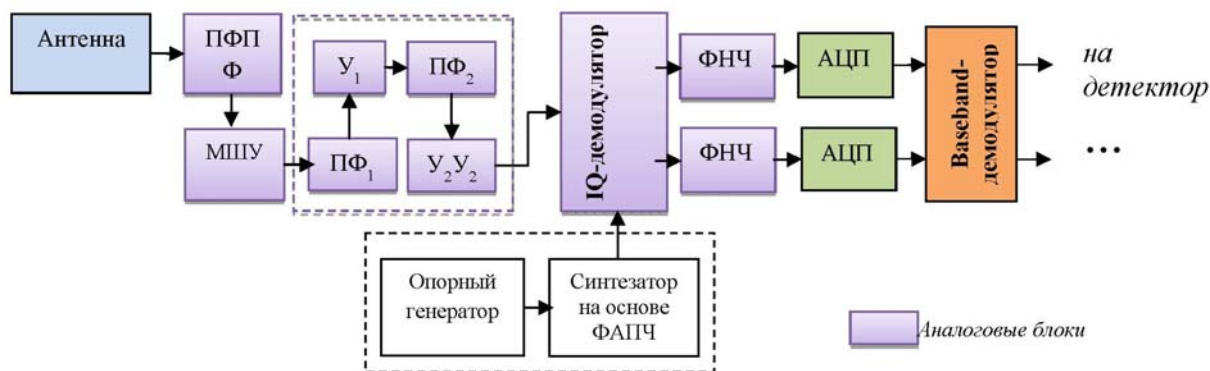 Антенна
ПФП
Ф
МШУ
У₁
ПФ₂
ПФ₁
У₂У₂
IQ-демодулятор
ФНЧ
АЦП
ФНЧ
АЦП
Baseband-
демодулятор
на
детектор
...
Опорный
генератор
Синтезатор
на основе
ФАПЧ
Аналоговые блоки